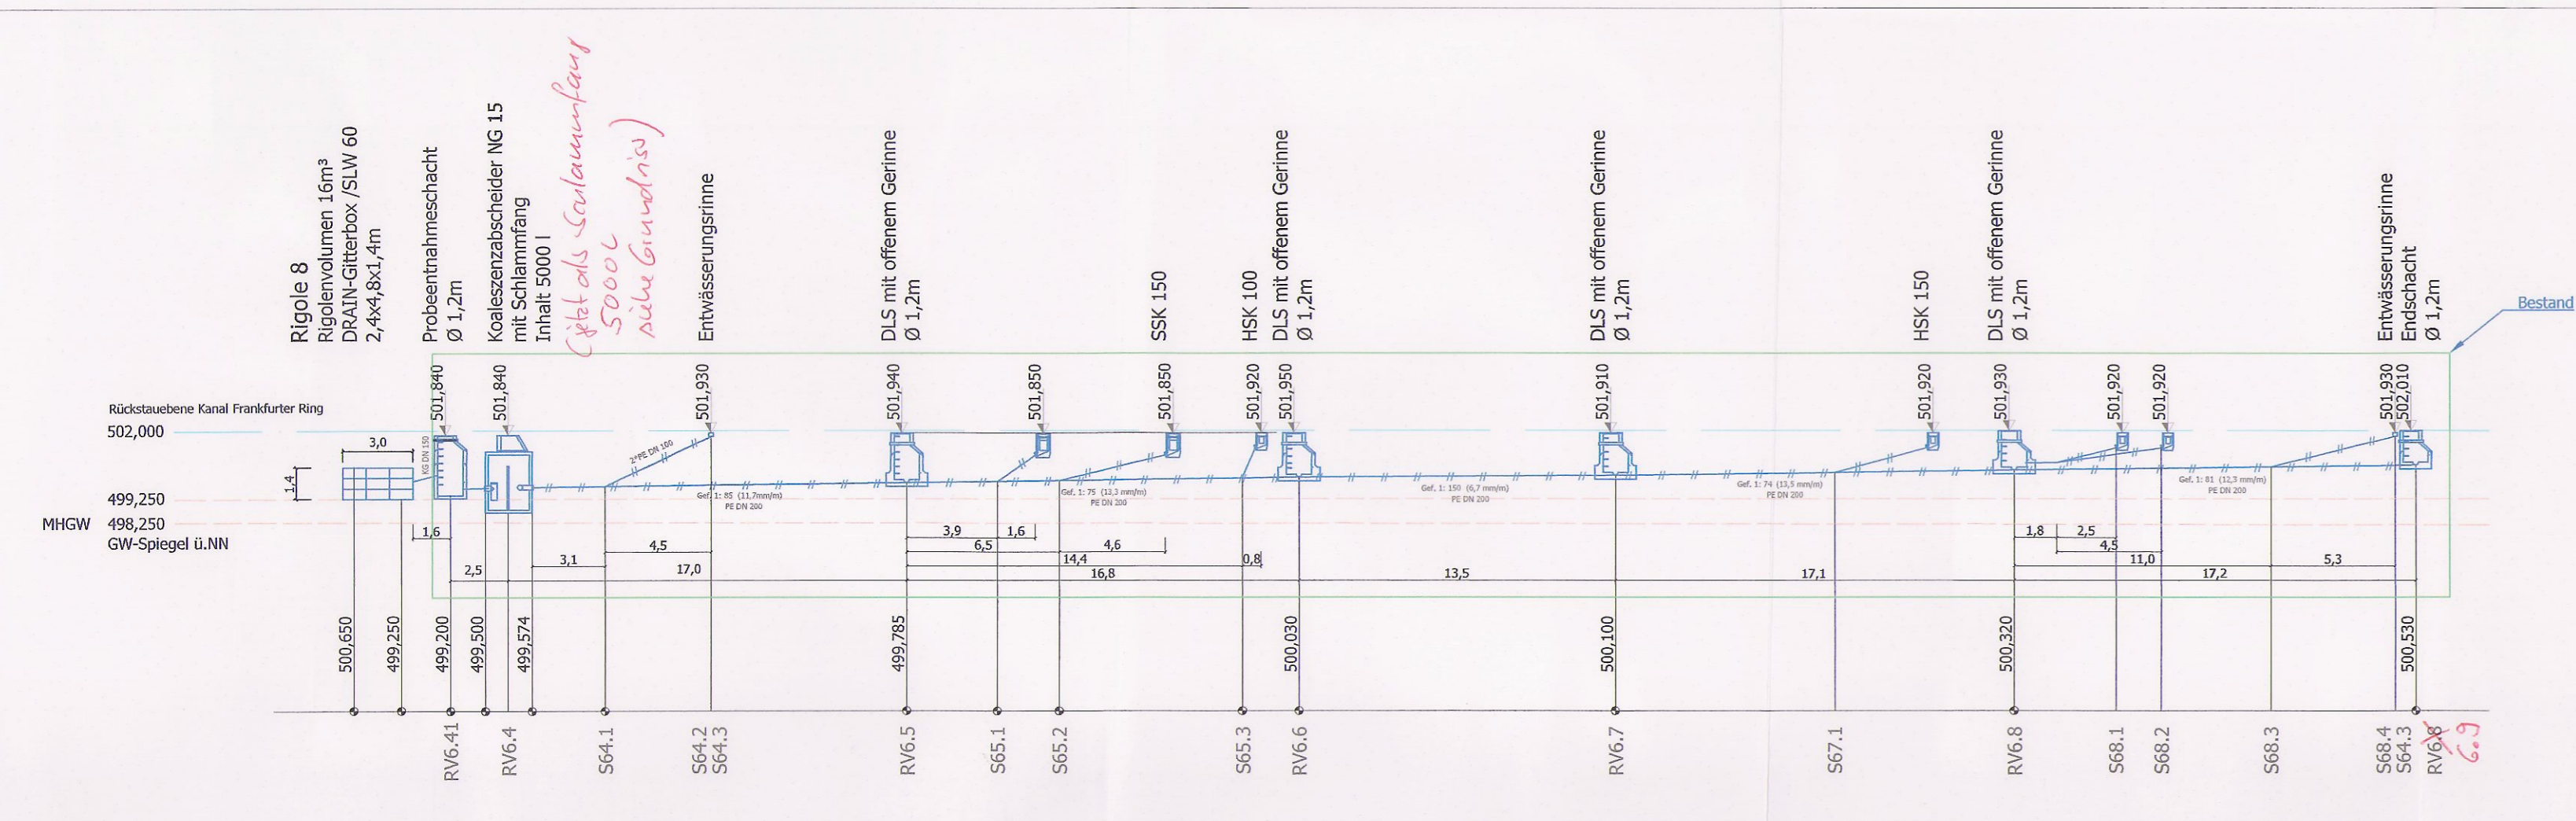 Rigole 8
Rigolenvolumen 16m³
DRAIN-Gitterbox /SLW 60
2,4x4,8x1,4m
Probeentnahmeschacht
Ø 1,2m
Koaleszenzabscheider NG 15
mit Schlammfang
Inhalt 5000 l
(jetzt als Schlammfang
5000 L
siehe Grundriss)
Entwässerungsrinne
DLS mit offenem Gerinne
Ø 1,2m
SSK 150
HSK 100
DLS mit offenem Gerinne
Ø 1,2m
DLS mit offenem Gerinne
Ø 1,2m
HSK 150
DLS mit offenem Gerinne
Ø 1,2m
Entwässerungsrinne
Endschacht
Ø 1,2m
Bestand
501,840
501,840
501,930
501,940
501,850
501,850
501,920
501,950
501,910
501,920
501,930
501,920
501,920
501,930
502,010
Rückstauebene Kanal Frankfurter Ring
502,000
3,0
KG DN 150
2*PE DN 100
1,4
499,250
MHGW 498,250
GW-Spiegel ü.NN
Gef. 1: 85 (11,7mm/m)
PE DN 200
Gef. 1: 75 (13,3 mm/m)
PE DN 200
Gef. 1: 150 (6,7 mm/m)
PE DN 200
Gef. 1: 74 (13,5 mm/m)
PE DN 200
Gef. 1: 81 (12,3 mm/m)
PE DN 200
1,6
3,9
1,6
1,8
2,5
4,5
6,5
4,6
4,5
3,1
14,4
0,8
11,0
5,3
2,5
17,0
16,8
13,5
17,1
17,2
500,650
499,250
499,200
499,500
499,574
499,785
500,030
500,100
500,320
500,530
RV6.41
RV6.4
S64.1
S64.2
S64.3
RV6.5
S65.1
S65.2
S65.3
RV6.6
RV6.7
S67.1
RV6.8
S68.1
S68.2
S68.3
S68.4
S64.3
RV6.8
6.9